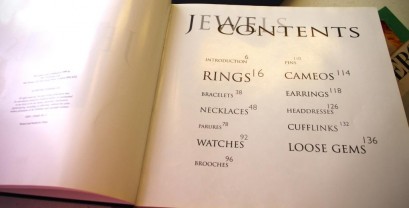 JEWELS
CONTENTS
INTRODUCTION 6
RINGS 16
BRACELETS 38
NECKLACES 48
PARURES 78
WATCHES 92
BROOCHES 96
PINS
CAMEOS 114
EARRINGS 118
HEADDRESSES 126
CUFFLINKS 132
LOOSE GEMS 136